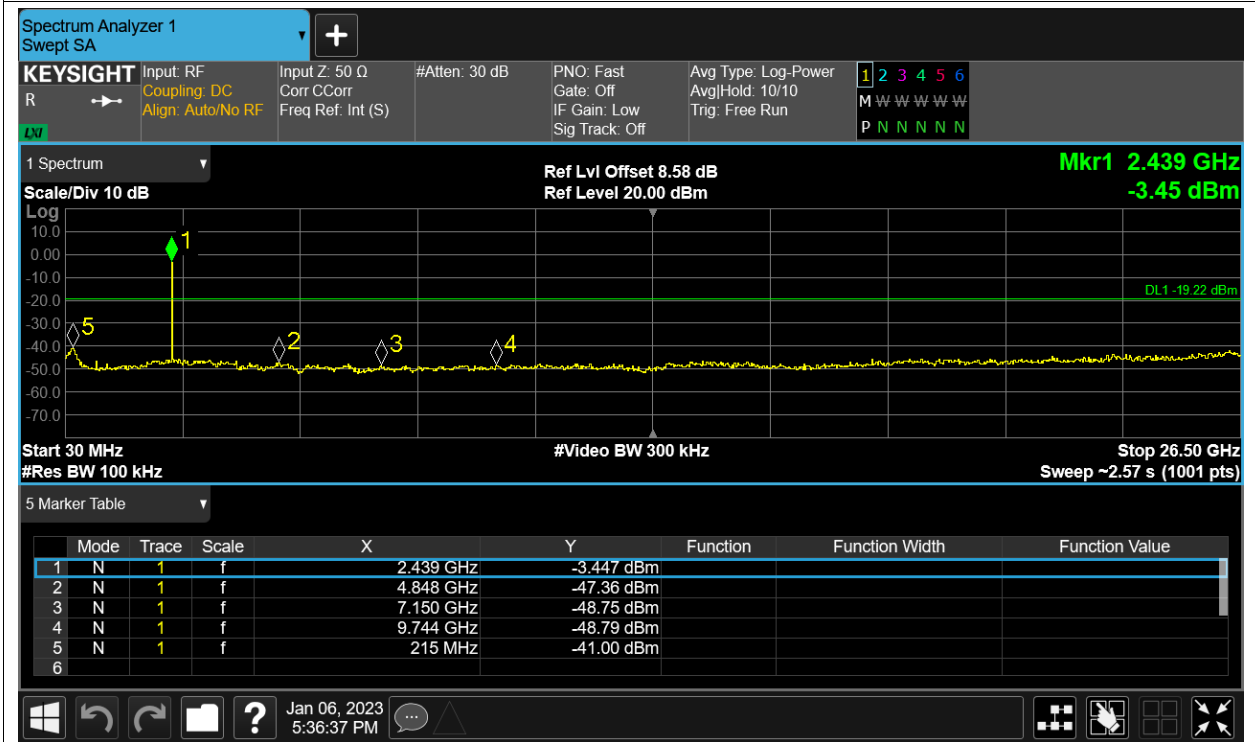 Spectrum Analyzer 1
Swept SA
+
KEYSIGHT
R
LXI
Input: RF
Coupling: DC
Align: Auto/No RF
Input Z: 50 Ω
Corr CCorr
Freq Ref: Int (S)
#Atten: 30 dB
PNO: Fast
Gate: Off
IF Gain: Low
Sig Track: Off
Avg Type: Log-Power
Avg|Hold: 10/10
Trig: Free Run
1 2 3 4 5 6
M W W W W W
P N N N N N
1 Spectrum
Scale/Div 10 dB
Ref Lvl Offset 8.58 dB
Ref Level 20.00 dBm
Mkr1 2.439 GHz
-3.45 dBm
Log
10.0
0.00
-10.0
-20.0
-30.0
-40.0
-50.0
-60.0
-70.0
1
5
2
3
4
DL1 -19.22 dBm
Start 30 MHz
#Res BW 100 kHz
#Video BW 300 kHz
Stop 26.50 GHz
Sweep ~2.57 s (1001 pts)
5 Marker Table
Mode Trace Scale X Y Function Function Width Function Value
1 N 1 f 2.439 GHz -3.447 dBm
2 N 1 f 4.848 GHz -47.36 dBm
3 N 1 f 7.150 GHz -48.75 dBm
4 N 1 f 9.744 GHz -48.79 dBm
5 N 1 f 215 MHz -41.00 dBm
6
?
Jan 06, 2023
5:36:37 PM